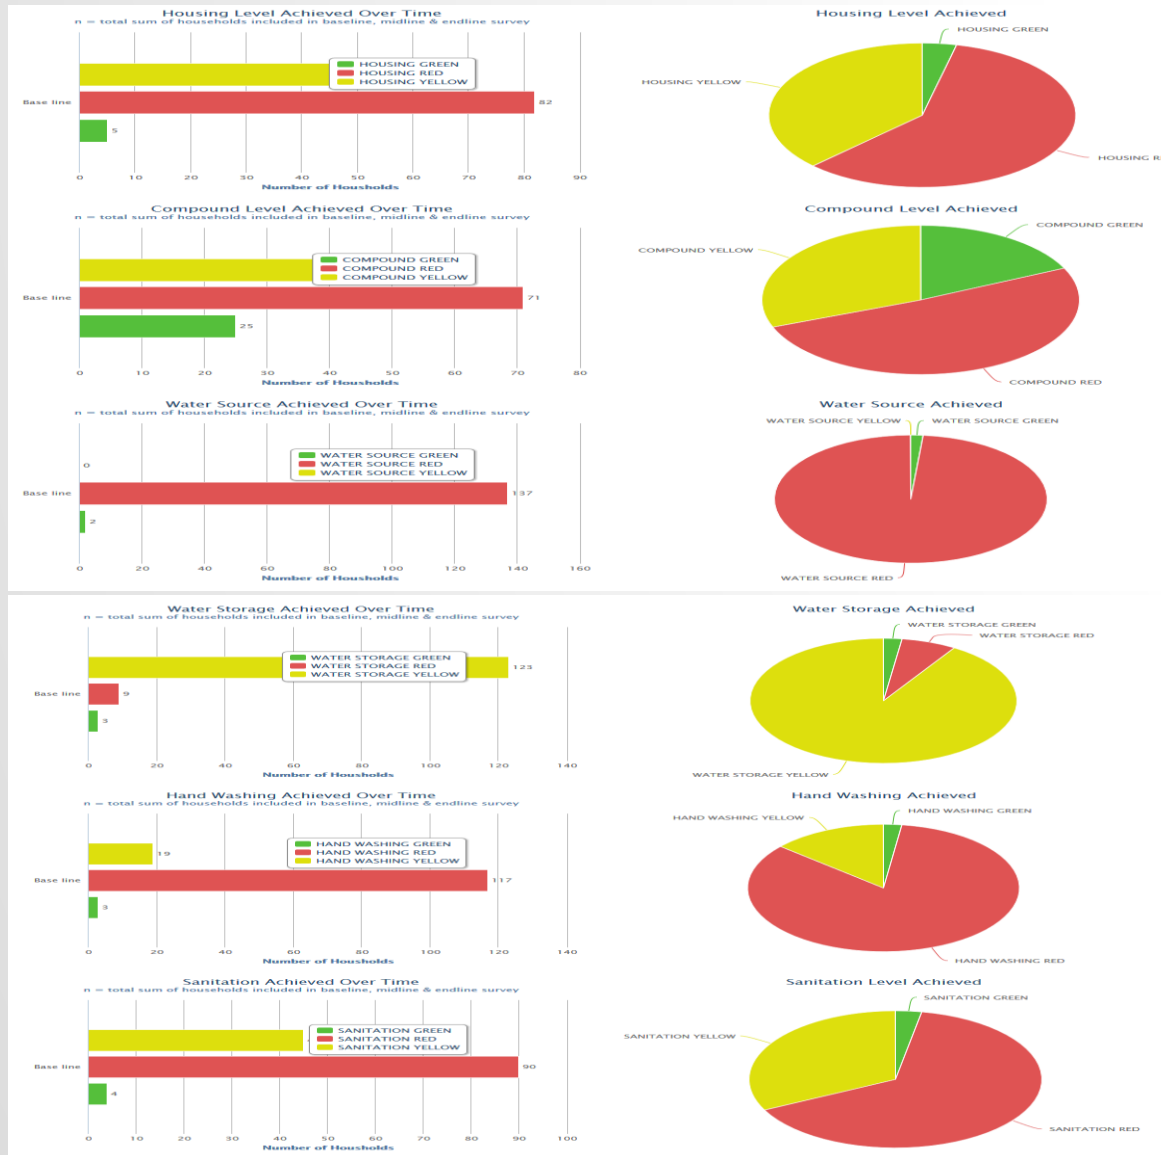 Housing Level Achieved Over Time
n = total sum of households included in baseline, midline & endline survey
HOUSING GREEN
HOUSING RED
HOUSING YELLOW
Base line
82
5
0 10 20 30 40 50 60 70 80 90
Number of Housholds
Housing Level Achieved
HOUSING GREEN
HOUSING YELLOW
HOUSING R
Compound Level Achieved Over Time
n = total sum of households included in baseline, midline & endline survey
COMPOUND GREEN
COMPOUND RED
COMPOUND YELLOW
Base line
71
25
0 10 20 30 40 50 60 70 80
Number of Housholds
Compound Level Achieved
COMPOUND GREEN
COMPOUND YELLOW
COMPOUND RED
Water Source Achieved Over Time
n = total sum of households included in baseline, midline & endline survey
WATER SOURCE GREEN
WATER SOURCE RED
WATER SOURCE YELLOW
0
Base line
137
2
0 20 40 60 80 100 120 140 160
Number of Housholds
Water Source Achieved
WATER SOURCE YELLOW WATER SOURCE GREEN
WATER SOURCE RED
Water Storage Achieved Over Time
n = total sum of households included in baseline, midline & endline survey
WATER STORAGE GREEN
WATER STORAGE RED
WATER STORAGE YELLOW
123
Base line
9
3
0 20 40 60 80 100 120 140
Number of Housholds
Water Storage Achieved
WATER STORAGE GREEN
WATER STORAGE RED
WATER STORAGE YELLOW
Hand Washing Achieved Over Time
n = total sum of households included in baseline, midline & endline survey
HAND WASHING GREEN
HAND WASHING RED
HAND WASHING YELLOW
19
Base line
117
3
0 20 40 60 80 100 120 140
Number of Housholds
Hand Washing Achieved
HAND WASHING GREEN
HAND WASHING YELLOW
HAND WASHING RED
Sanitation Achieved Over Time
n = total sum of households included in baseline, midline & endline survey
SANITATION GREEN
SANITATION RED
SANITATION YELLOW
Base line
90
4
0 10 20 30 40 50 60 70 80 90 100
Number of Housholds
Sanitation Level Achieved
SANITATION GREEN
SANITATION YELLOW
SANITATION RED